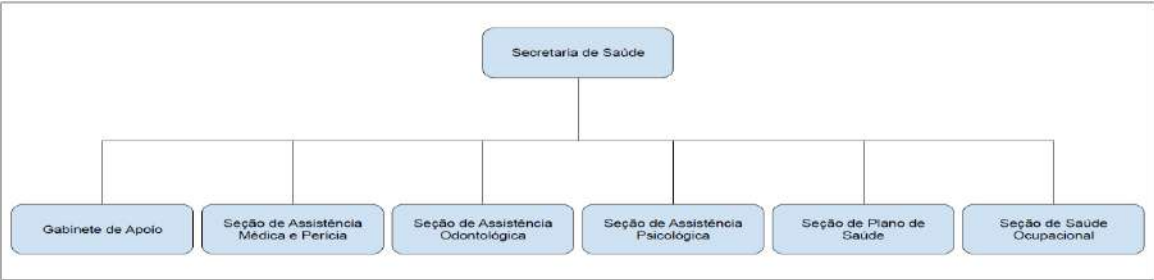 Secretaria de Saúde
Gabinete de Apoio
Seção de Assistência
Médica e Perícia
Seção de Assistência
Odontológica
Seção de Assistência
Psicológica
Seção de Plano de
Saúde
Seção de Saúde
Ocupacional